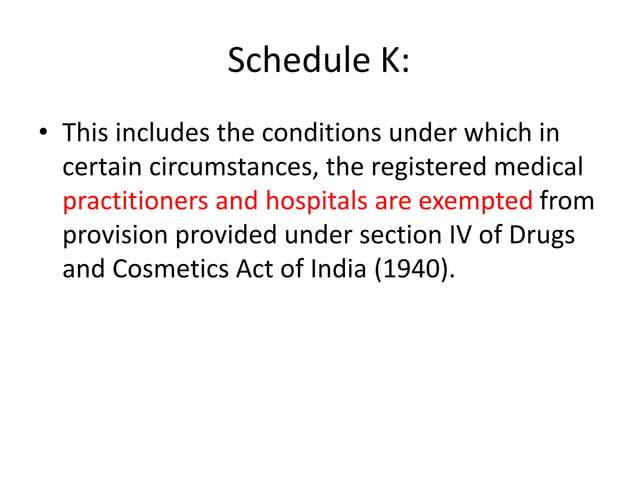 Schedule K:
• This includes the conditions under which in
certain circumstances, the registered medical
practitioners and hospitals are exempted from
provision provided under section IV of Drugs
and Cosmetics Act of India (1940).